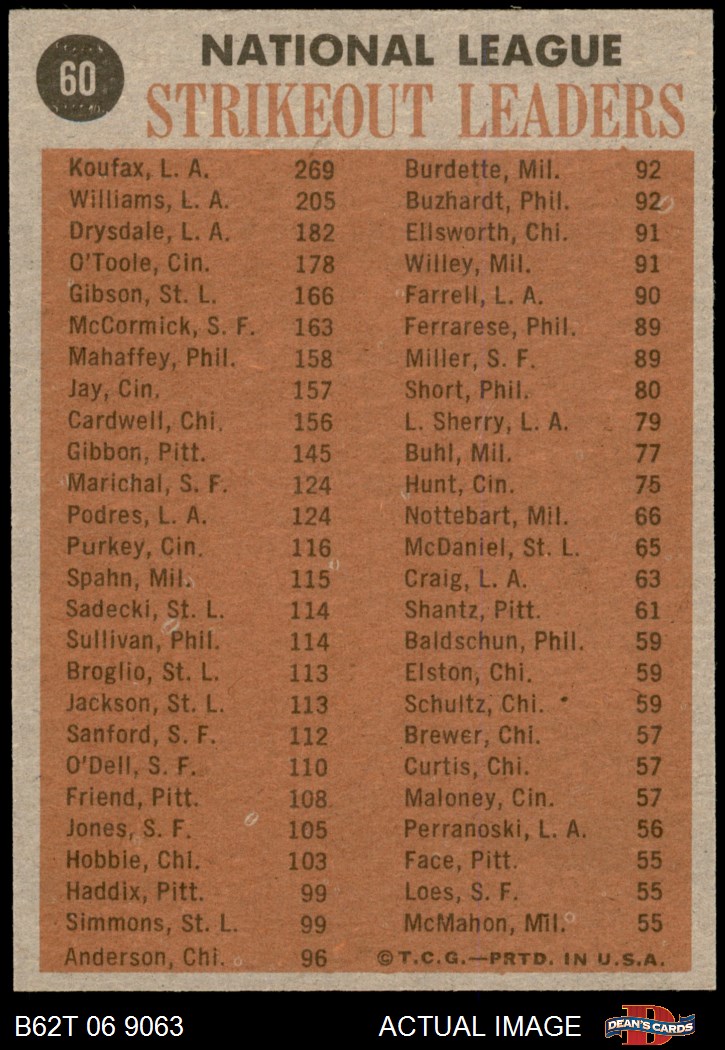 60
NATIONAL LEAGUE
STRIKEOUT LEADERS
Koufax, L. A. 269
Williams, L. A. 205
Drysdale, L. A. 182
O'Toole, Cin. 178
Gibson, St. L. 166
McCormick, S. F. 163
Mahaffey, Phil. 158
Jay, Cin. 157
Cardwell, Chi. 156
Gibbon, Pitt. 145
Marichal, S. F. 124
Podres, L. A. 124
Purkey, Cin. 116
Spahn, Mil. 115
Sadecki, St. L. 114
Sullivan, Phil. 114
Broglio, St. L. 113
Jackson, St. L. 113
Sanford, S. F. 112
O'Dell, S. F. 110
Friend, Pitt. 108
Jones, S. F. 105
Hobbie, Chi. 103
Haddix, Pitt. 99
Simmons, St. L. 99
Anderson, Chi. 96
Burdette, Mil. 92
Buzhardt, Phil. 92
Ellsworth, Chi. 91
Willey, Mil. 91
Farrell, L. A. 90
Ferrarese, Phil. 89
Miller, S. F. 89
Short, Phil. 80
L. Sherry, L. A. 79
Buhl, Mil. 77
Hunt, Cin. 75
Nottebart, Mil. 66
McDaniel, St. L. 65
Craig, L. A. 63
Shantz, Pitt. 61
Baldschun, Phil. 59
Elston, Chi. 59
Schultz, Chi. 59
Brewer, Chi. 57
Curtis, Chi. 57
Maloney, Cin. 57
Perranoski, L. A. 56
Face, Pitt. 55
Loes, S. F. 55
McMahon, Mil. 55
©T.C.G.—PRTD. IN U.S.A.
B62T 06 9063
ACTUAL IMAGE
D
DEAN'S CARDS